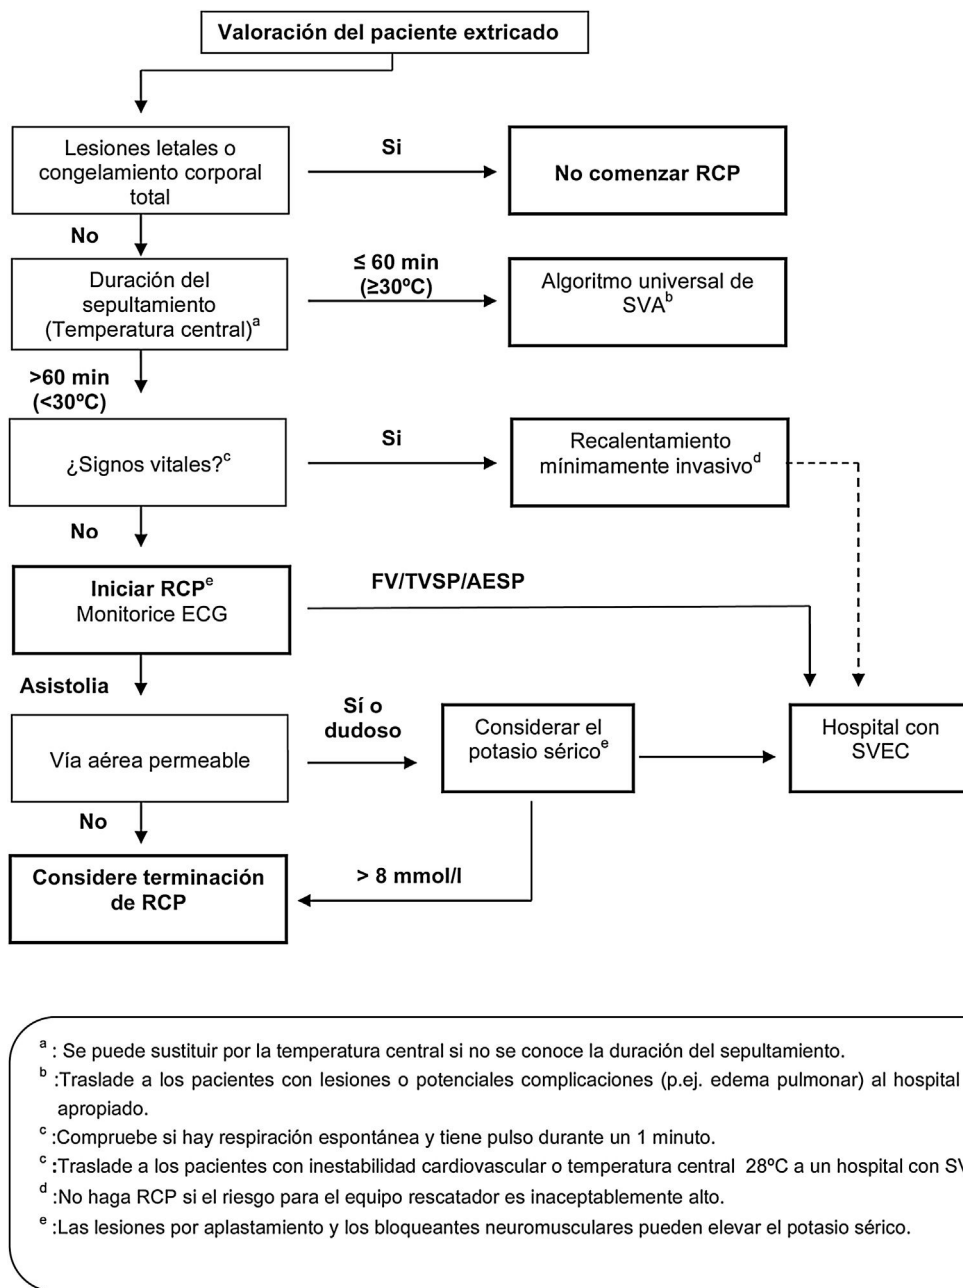 Valoración del paciente extricado
Lesiones letales o
congelamiento corporal
total
Si
No comenzar RCP
No
Duración del
sepultamiento
(Temperatura central)a
≤ 60 min
(≥30ºC)
Algoritmo universal de
SVAb
>60 min
(<30ºC)
¿Signos vitales?c
Si
Recalentamiento
mínimamente invasivod
No
Iniciar RCPe
Monitorice ECG
FV/TVSP/AESP
Asistolia
Vía aérea permeable
Sí o
dudoso
Considerar el
potasio séricoe
Hospital con
SVEC
No
Considere terminación
de RCP
> 8 mmol/l
a : Se puede sustituir por la temperatura central si no se conoce la duración del sepultamiento.
b :Traslade a los pacientes con lesiones o potenciales complicaciones (p.ej. edema pulmonar) al hospital
apropiado.
c :Compruebe si hay respiración espontánea y tiene pulso durante un 1 minuto.
c :Traslade a los pacientes con inestabilidad cardiovascular o temperatura central 28ºC a un hospital con
d :No haga RCP si el riesgo para el equipo rescatador es inaceptablemente alto.
e :Las lesiones por aplastamiento y los bloqueantes neuromusculares pueden elevar el potasio sérico.